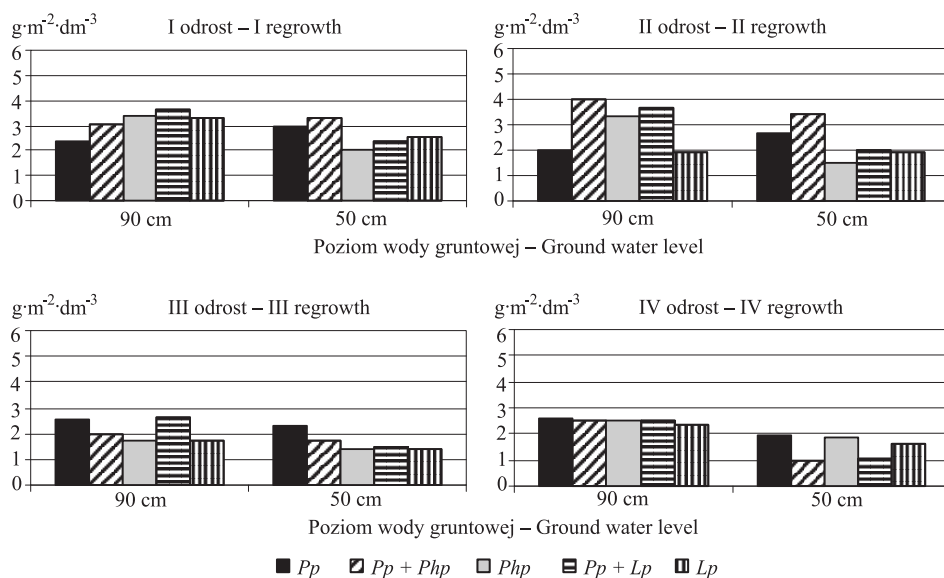 g·m⁻²·dm⁻³ I odrost – I regrowth
6
5
4
3
2
1
0
90 cm 50 cm
g·m⁻²·dm⁻³ II odrost – II regrowth
6
5
4
3
2
1
0
90 cm 50 cm
Poziom wody gruntowej – Ground water level
g·m⁻²·dm⁻³ III odrost – III regrowth
6
5
4
3
2
1
0
90 cm 50 cm
g·m⁻²·dm⁻³ IV odrost – IV regrowth
6
5
4
3
2
1
0
90 cm 50 cm
Poziom wody gruntowej – Ground water level
Pp Pp + Php Php Pp + Lp Lp